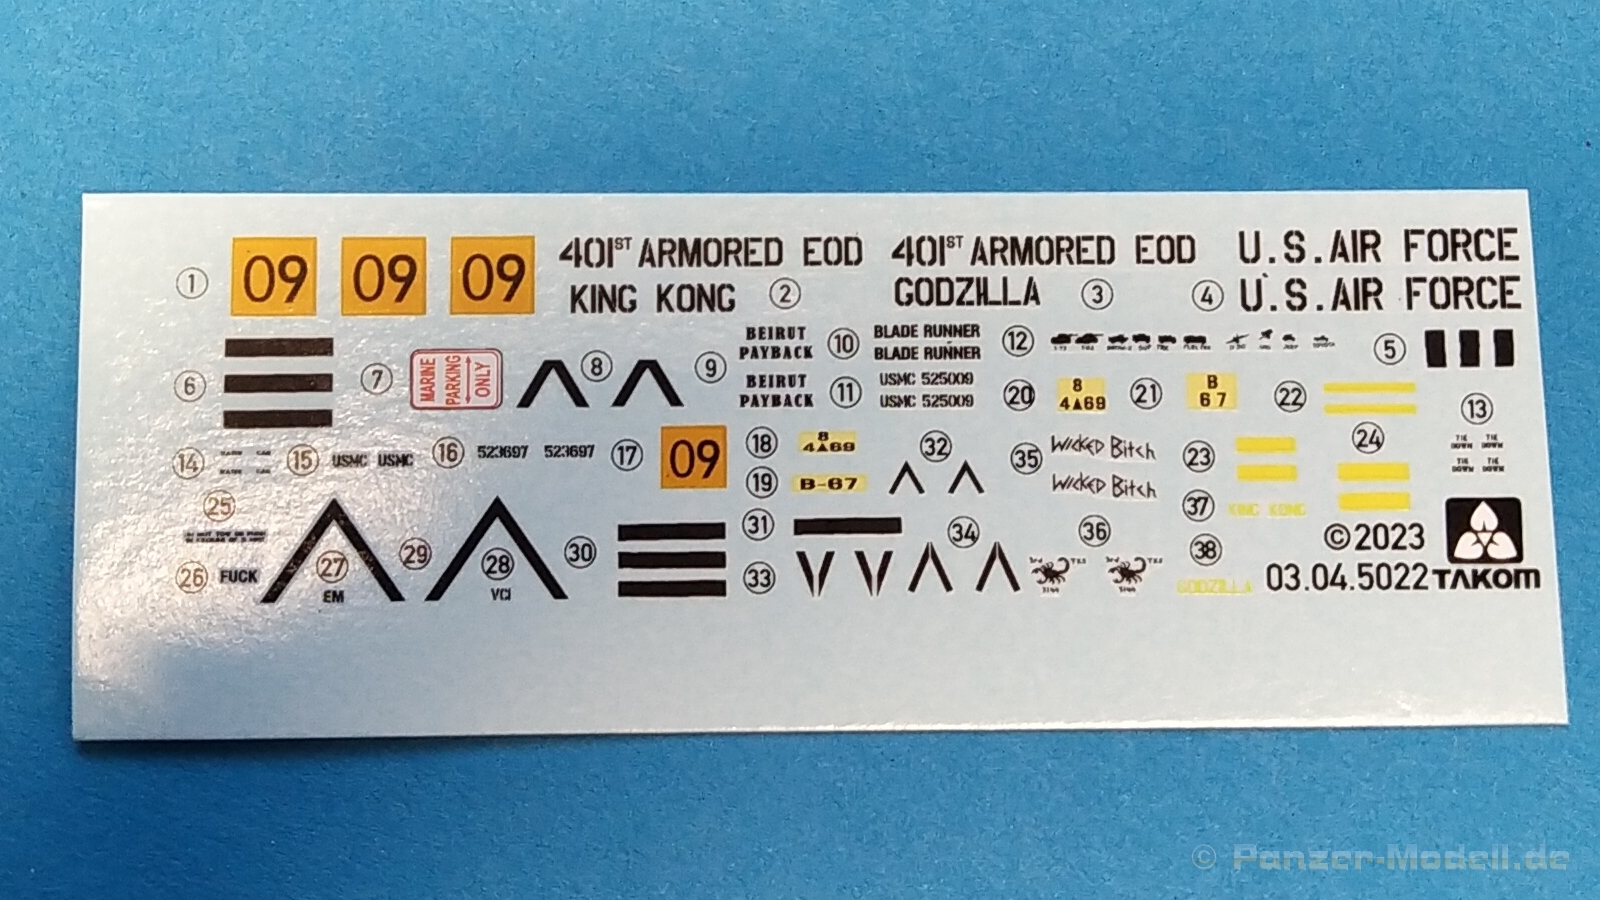 1 09 09 09
401ST ARMORED EOD
KING KONG 2
401ST ARMORED EOD
GODZILLA 3
4 U.S. AIR FORCE
U.S. AIR FORCE
5
6
7 MARINE PARKING ONLY
8
9 BEIRUT
PAYBACK
BEIRUT
PAYBACK
10 BLADE RUNNER
BLADE RUNNER
11 USMC 525009
USMC 525009
12
TOYOTA
20 8
4▲69
21 B
67
22
13
TIE DOWN TIE DOWN
TIE DOWN TIE DOWN
14
15 USMC USMC
16 523697 523697
17 09
18 8
4▲69
19 B-67
32
35 WICKED BITCH
WICKED BITCH
23
24
25
26 FUCK
27
EM
29
28
VCI
30
31
33
34
36
3rd TKS 3rd TKS
37 KING KONG
38
GODZILLA
©2023
03.04.5022 TAKOM
© Panzer-Modell.de